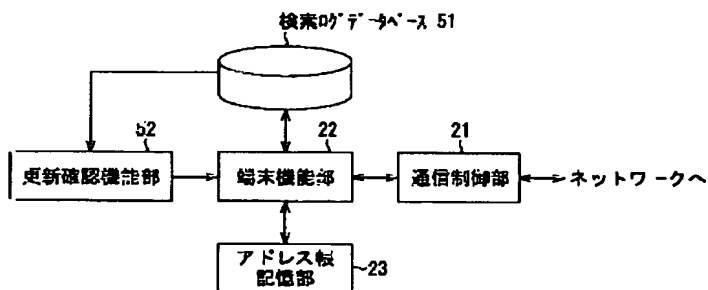 検索ログデータベース 51
52
22
21
更新確認機能部
端末機能部
通信制御部
ネットワークへ
アドレス帳
記憶部
23